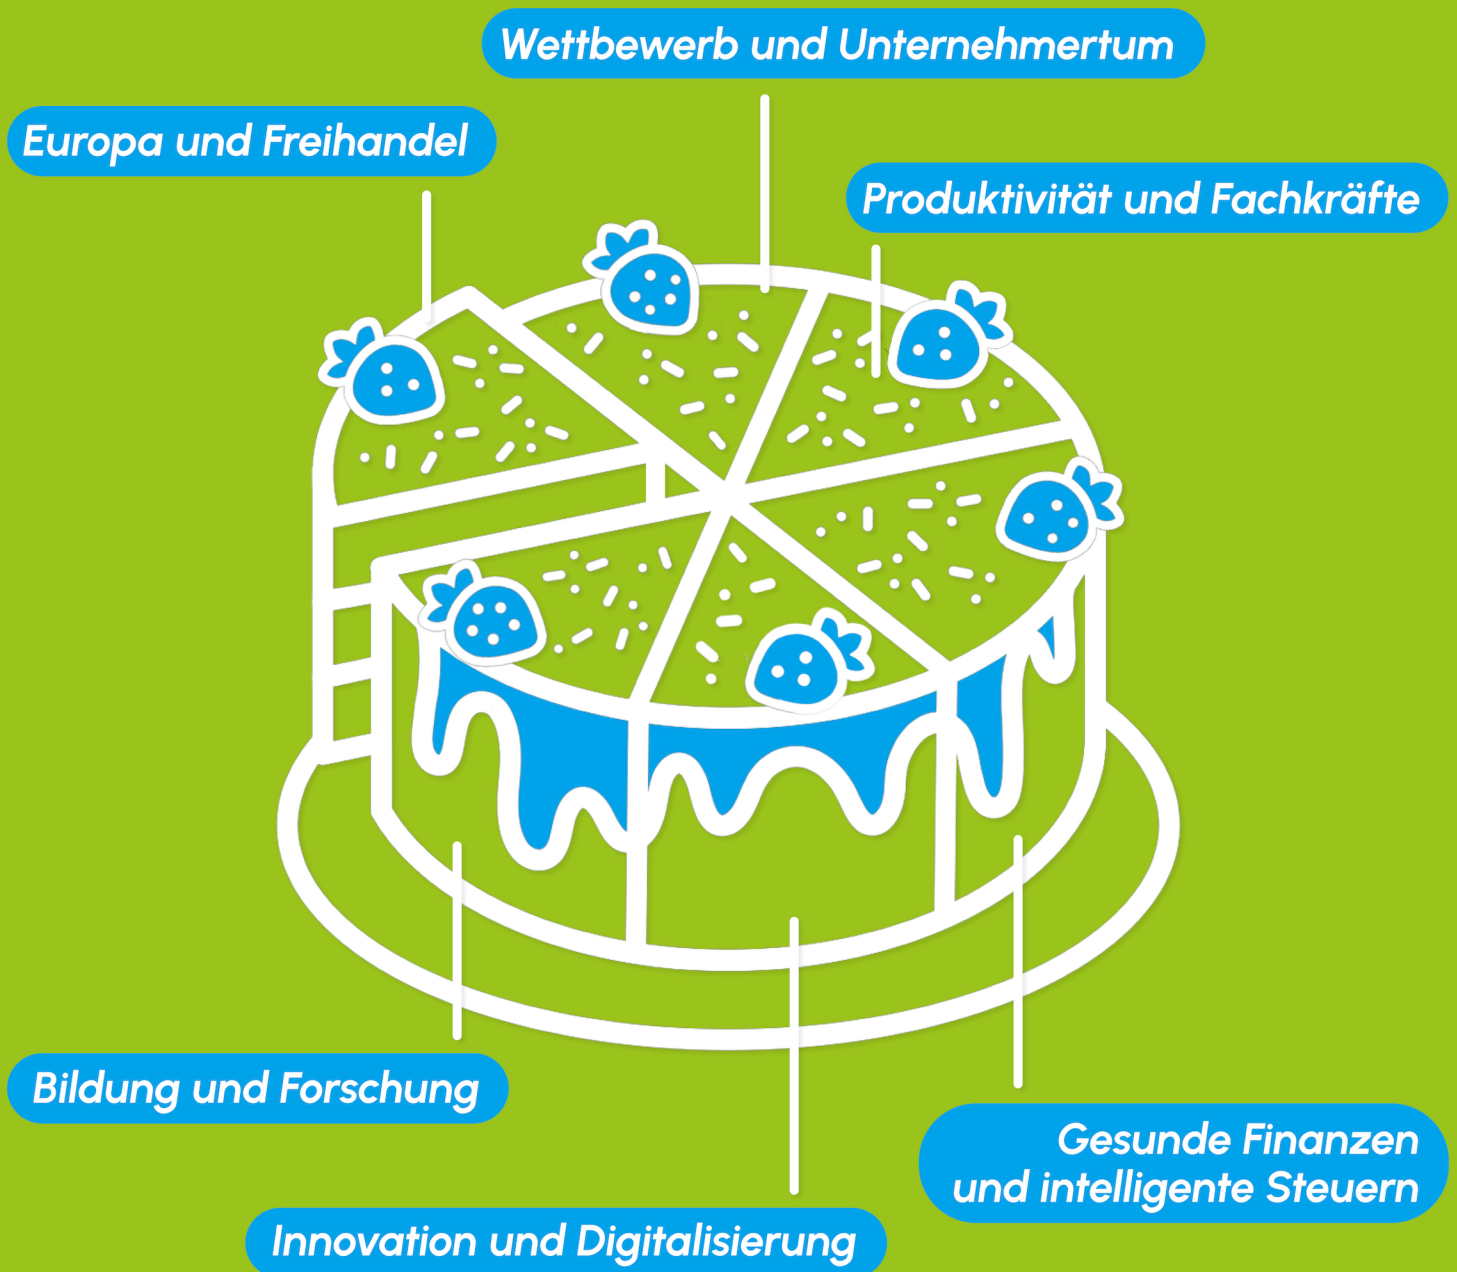 Wettbewerb und Unternehmertum
Europa und Freihandel
Produktivität und Fachkräfte
Bildung und Forschung
Gesunde Finanzen
und intelligente Steuern
Innovation und Digitalisierung